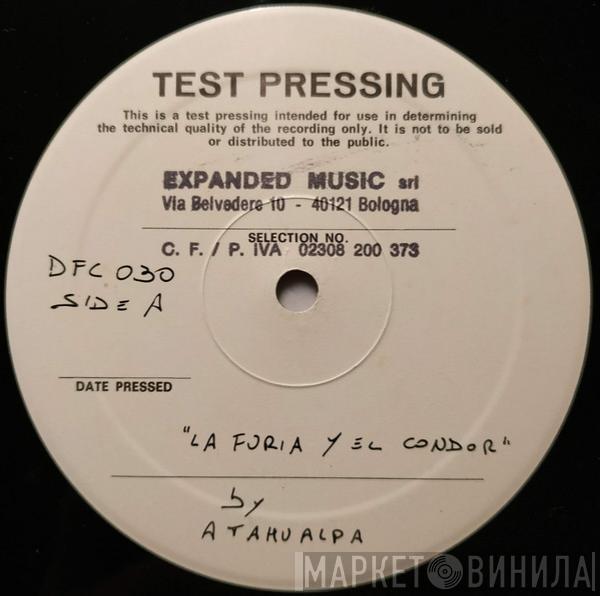 TEST PRESSING
This is a test pressing intended for use in determining
the technical quality of the recording only. It is not to be sold
or distributed to the public.
EXPANDED MUSIC srl
Via Belvedere 10 - 40121 Bologna
SELECTION NO.
C. F. / P. IVA 02308 200 373
DFC 030
SIDE A
DATE PRESSED
"LA FURIA Y EL CONDOR"
by
ATAHUALPA
МАРКЕТ ВИНИЛА